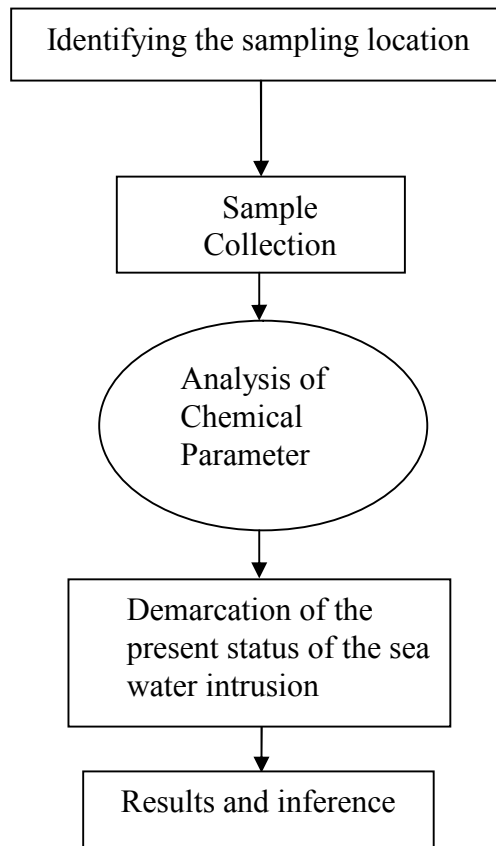 Identifying the sampling location
Sample
Collection
Analysis of
Chemical
Parameter
Demarcation of the
present status of the sea
water intrusion
Results and inference